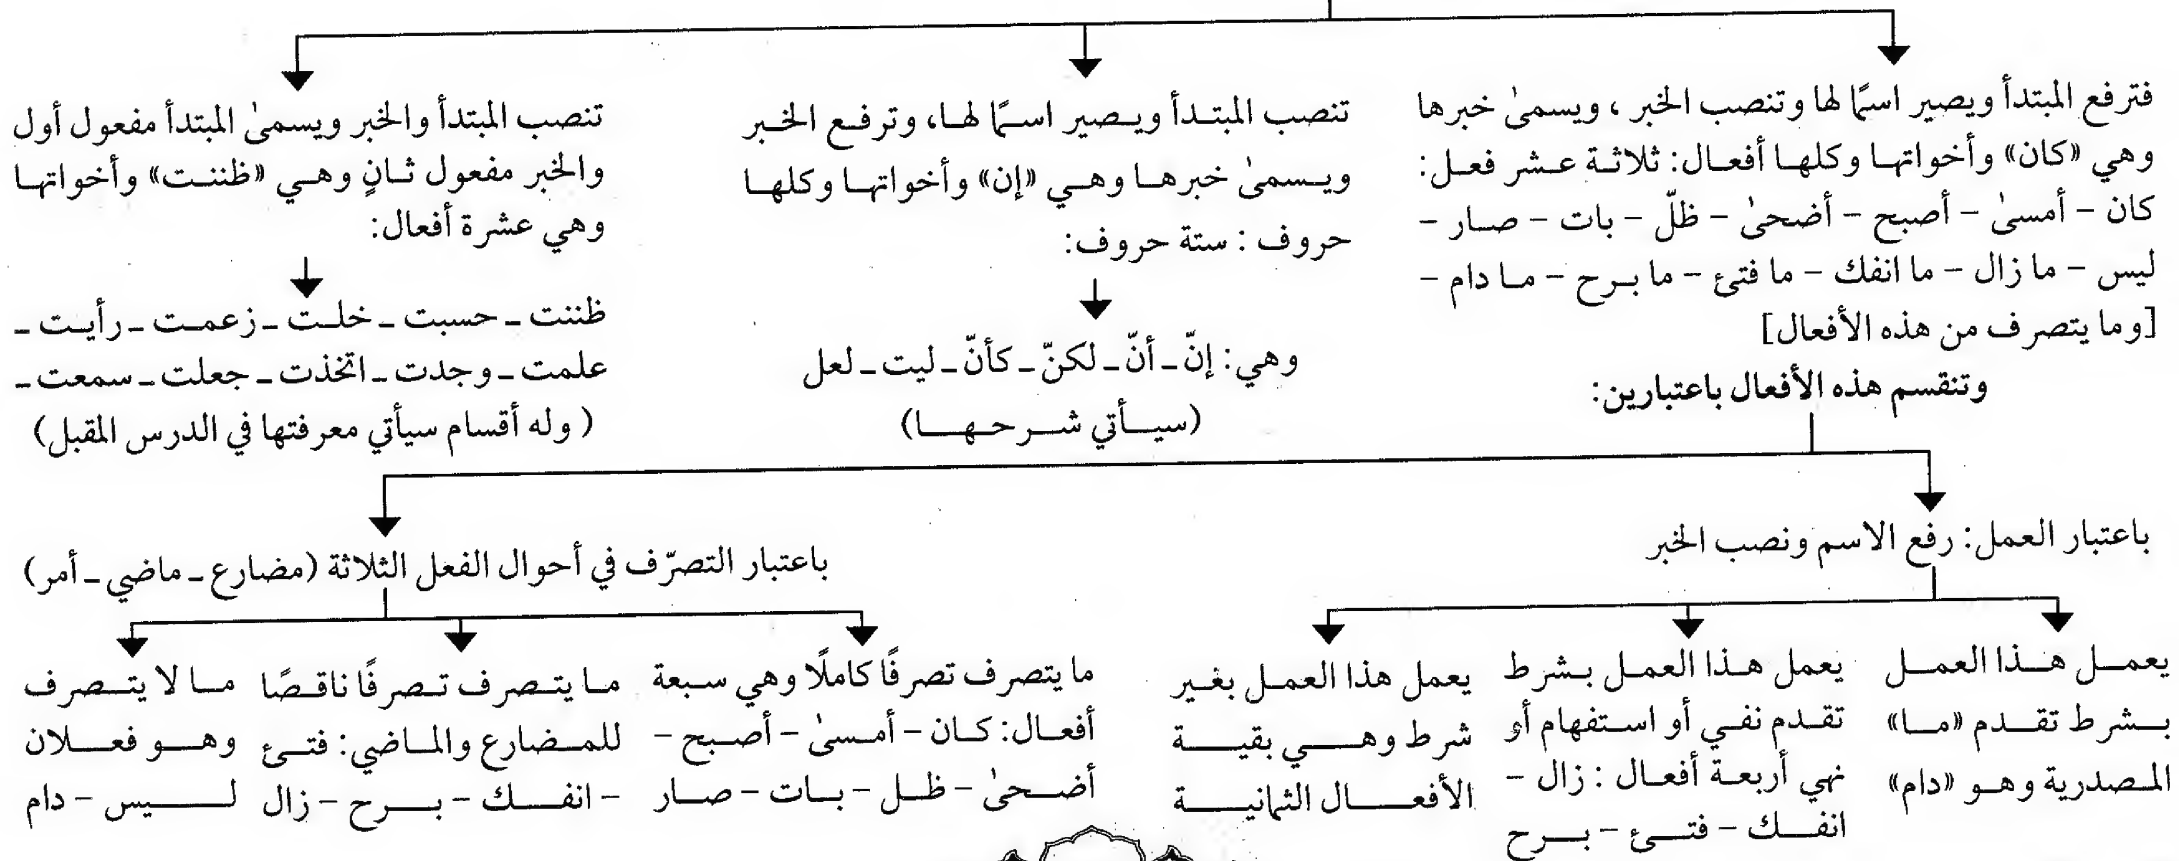 فترفع المبتدأ ويصير اسمًا لها وتنصب الخبر ، ويسمىٰ خبرها
وهي «كان» وأخواتها وكلها أفعال: ثلاثة عشر فعل:
كان – أمسىٰ – أصبح – أضحىٰ – ظلّ – بات – صار –
ليس – ما زال – ما انفك – ما فتئ – ما برح – ما دام –
[وما يتصرف من هذه الأفعال]
وتنقسم هذه الأفعال باعتبارين:
تنصب المبتدأ ويصير اسمًا لها، وترفع الخبر
ويسمىٰ خبرها وهي «إن» وأخواتها وكلها
حروف : ستة حروف:
وهي: إنّ ـ أنّ ـ لكنّ ـ كأنّ ـ ليت ـ لعل
(سيأتي شرحها)
تنصب المبتدأ والخبر ويسمىٰ المبتدأ مفعول أول
والخبر مفعول ثانٍ وهي «ظننت» وأخواتها
وهي عشرة أفعال:
ظننت ـ حسبت ـ خلت ـ زعمت ـ رأيت ـ
علمت ـ وجدت ـ اتخذت ـ جعلت ـ سمعت ـ
( وله أقسام سيأتي معرفتها في الدرس المقبل)
باعتبار العمل: رفع الاسم ونصب الخبر
يعمل هذا العمل
بشرط تقدم «ما»
المصدرية وهو «دام»
يعمل هذا العمل بشرط
تقدم نفي أو استفهام أو
نهي أربعة أفعال : زال –
انفك – فتئ – برح
يعمل هذا العمل بغير
شرط وهي بقية
الأفعال الثمانية
باعتبار التصرّف في أحوال الفعل الثلاثة (مضارع ـ ماضي ـ أمر)
ما يتصرف تصرفًا كاملًا وهي سبعة
أفعال: كان – أمسىٰ – أصبح –
أضحىٰ – ظل – بات – صار
ما يتصرف تصرفًا ناقصًا
للمضارع والماضي: فتئ
– انفك – برح – زال
ما لا يتصرف
وهو فعلان
ليس – دام